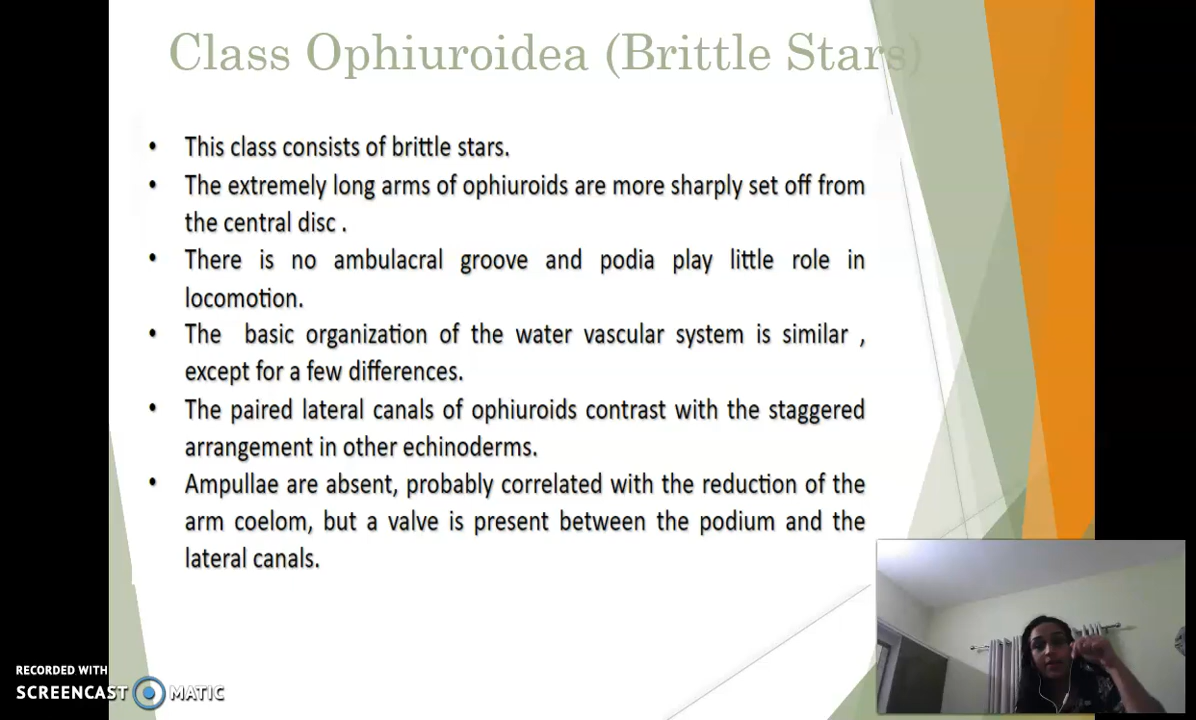 Class Ophiuroidea (Brittle Stars)
• This class consists of brittle stars.
• The extremely long arms of ophiuroids are more sharply set off from
the central disc .
• There is no ambulacral groove and podia play little role in
locomotion.
• The basic organization of the water vascular system is similar ,
except for a few differences.
• The paired lateral canals of ophiuroids contrast with the staggered
arrangement in other echinoderms.
• Ampullae are absent, probably correlated with the reduction of the
arm coelom, but a valve is present between the podium and the
lateral canals.
RECORDED WITH
SCREENCAST MATIC